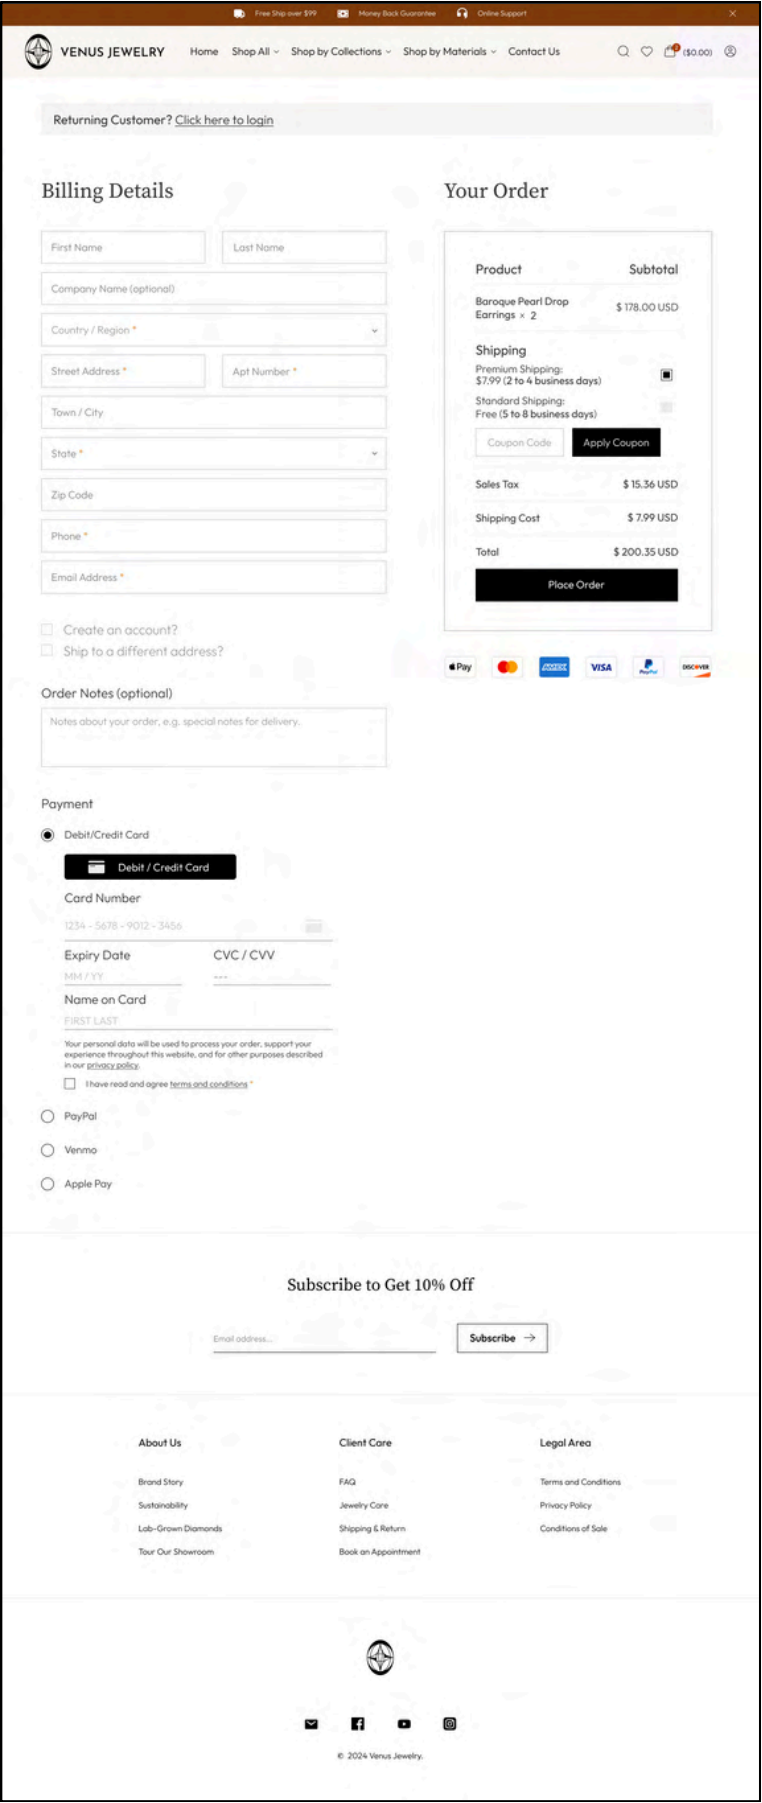 Free Ship over $99 Money Back Guarantee Online Support
VENUS JEWELRY Home Shop All Shop by Collections Shop by Materials Contact Us 2 ($0.00)
Returning Customer? Click here to login
Billing Details
First Name Last Name
Company Name (optional)
Country / Region *
Street Address * Apt Number *
Town / City
State *
Zip Code
Phone *
Email Address *
Create an account?
Ship to a different address?
Order Notes (optional)
Notes about your order, e.g. special notes for delivery.
Payment
Debit/Credit Card
Debit / Credit Card
Card Number
1234 - 5678 - 9012 - 3456
Expiry Date CVC / CVV
MM / YY ---
Name on Card
FIRST LAST
Your personal data will be used to process your order, support your
experience throughout this website, and for other purposes described
in our privacy policy.
I have read and agree terms and conditions *
PayPal
Venmo
Apple Pay
Your Order
Product Subtotal
Baroque Pearl Drop
Earrings × 2 $ 178.00 USD
Shipping
Premium Shipping:
$7.99 (2 to 4 business days)
Standard Shipping:
Free (5 to 8 business days)
Coupon Code Apply Coupon
Sales Tax $ 15.36 USD
Shipping Cost $ 7.99 USD
Total $ 200.35 USD
Place Order
Pay AMEX VISA PayPal DISCOVER
Subscribe to Get 10% Off
Email address... Subscribe
About Us Client Care Legal Area
Brand Story FAQ Terms and Conditions
Sustainability Jewelry Care Privacy Policy
Lab-Grown Diamonds Shipping & Return Conditions of Sale
Tour Our Showroom Book an Appointment
© 2024 Venus Jewelry.